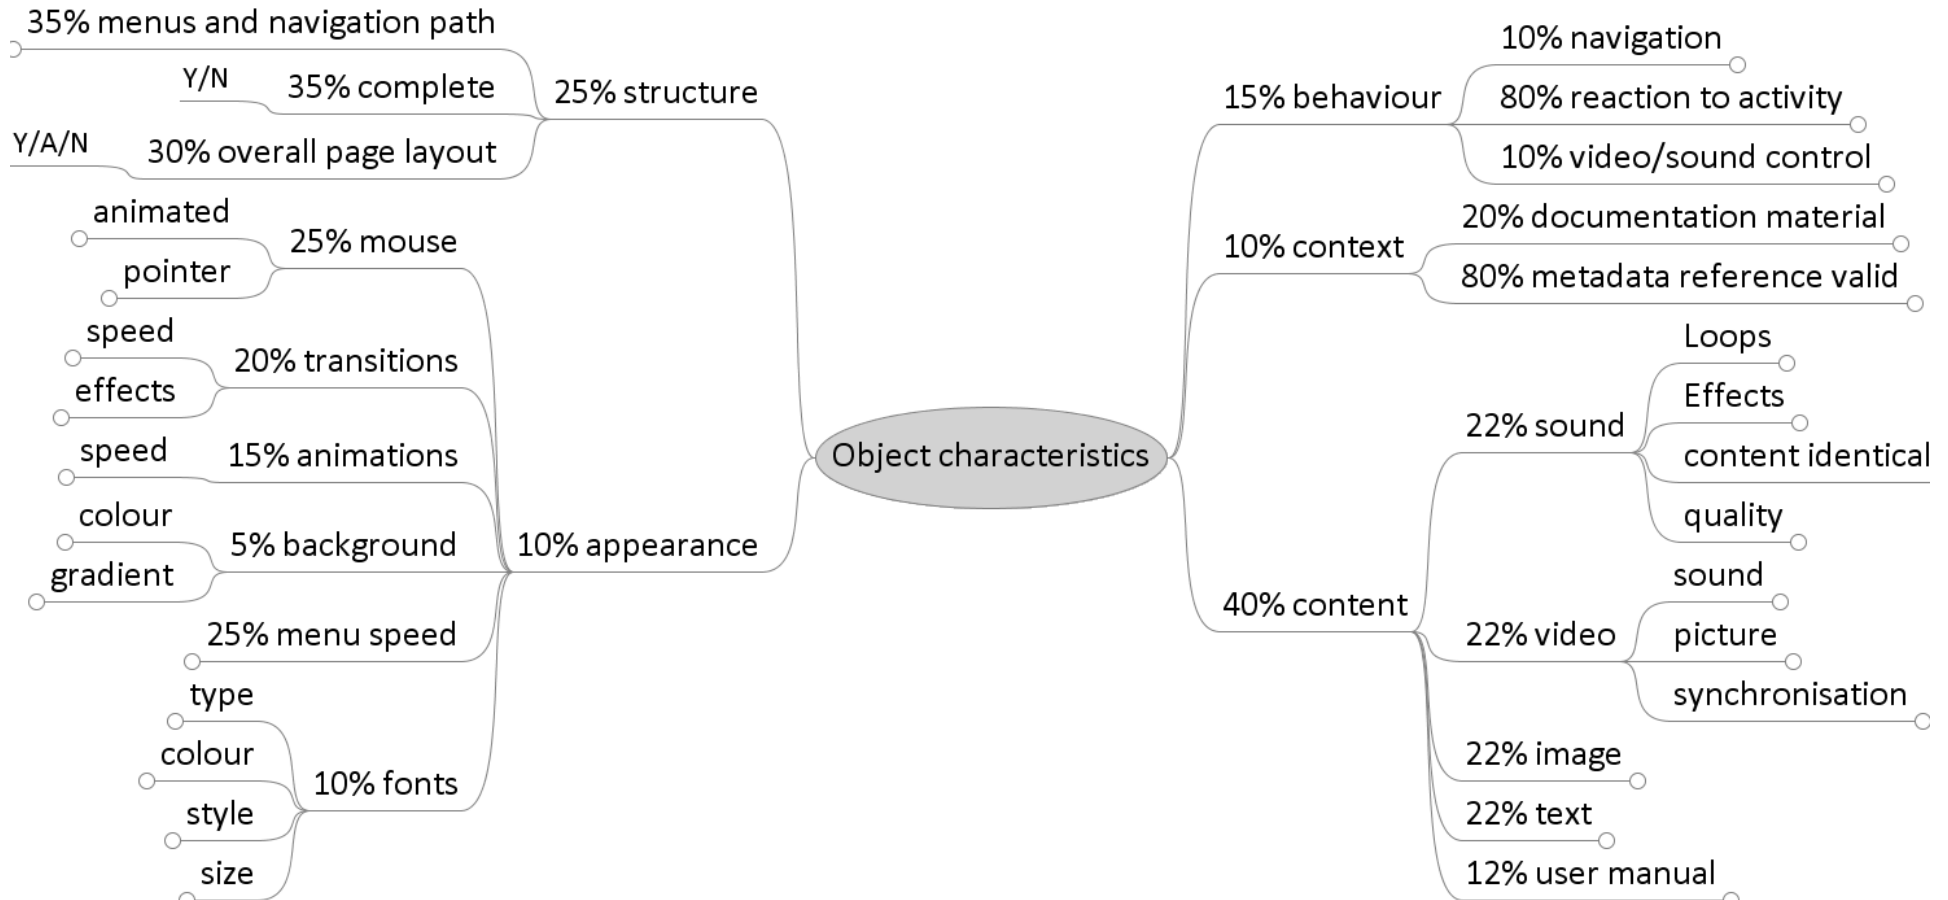 35% menus and navigation path
Y/N
35% complete
25% structure
Y/A/N
30% overall page layout
animated
25% mouse
pointer
speed
20% transitions
effects
speed
15% animations
colour
5% background
gradient
10% appearance
25% menu speed
type
colour
10% fonts
style
size
Object characteristics
10% navigation
15% behaviour
80% reaction to activity
10% video/sound control
20% documentation material
10% context
80% metadata reference valid
Loops
Effects
22% sound
content identical
quality
40% content
sound
22% video
picture
synchronisation
22% image
22% text
12% user manual